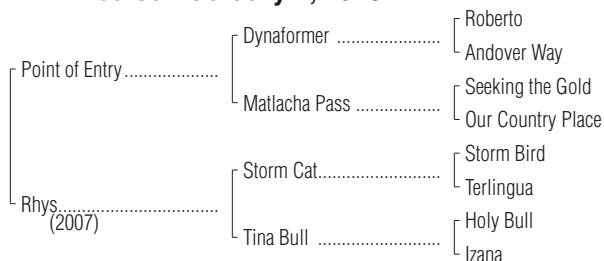 Roberto
Dynaformer
Andover Way
Point of Entry
Seeking the Gold
Matlacha Pass
Our Country Place
Storm Bird
Storm Cat
Terlingua
Rhys
(2007)
Holy Bull
Tina Bull
Izana